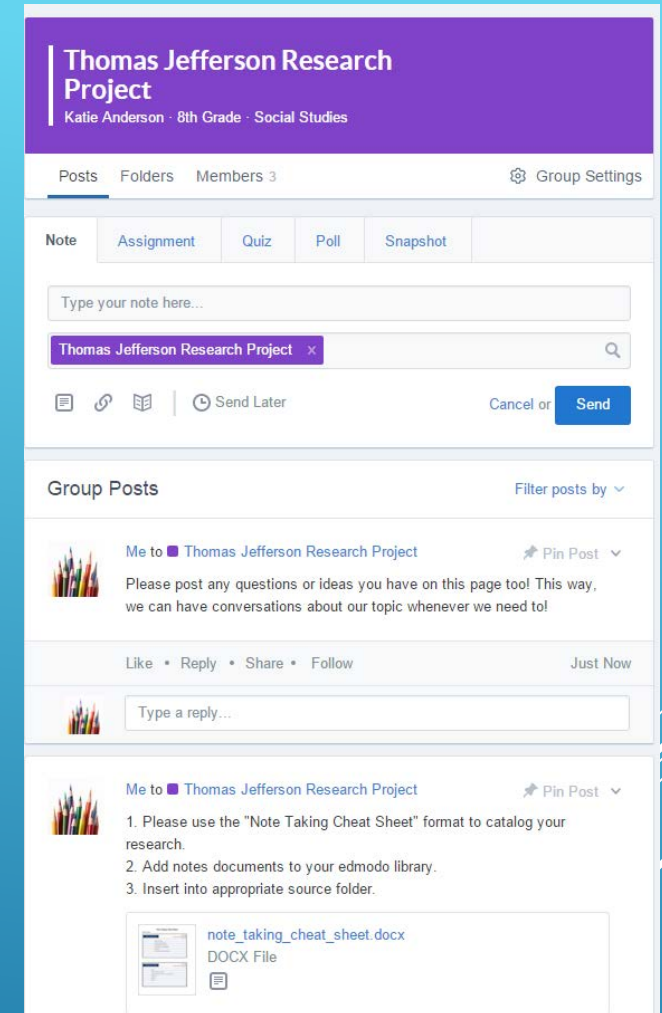 Thomas Jefferson Research
Project
Katie Anderson · 8th Grade · Social Studies
Posts Folders Members 3 Group Settings
Note Assignment Quiz Poll Snapshot
Type your note here...
Thomas Jefferson Research Project x
Send Later Cancel or Send
Group Posts Filter posts by
Me to Thomas Jefferson Research Project Pin Post
Please post any questions or ideas you have on this page too! This way,
we can have conversations about our topic whenever we need to!
Like • Reply • Share • Follow Just Now
Type a reply...
Me to Thomas Jefferson Research Project Pin Post
1. Please use the "Note Taking Cheat Sheet" format to catalog your
research.
2. Add notes documents to your edmodo library.
3. Insert into appropriate source folder.
note_taking_cheat_sheet.docx
DOCX File